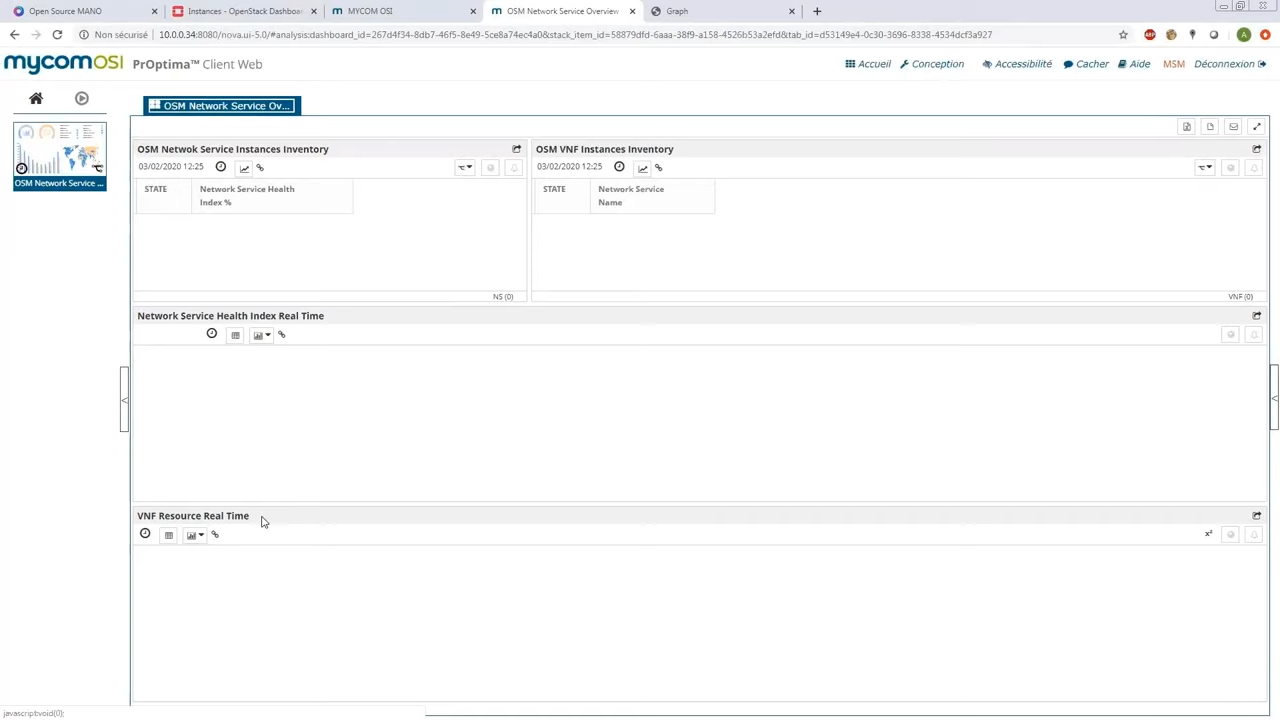 Open Source MANO
Instances - OpenStack Dashboar
MYCOM OSI
OSM Network Service Overview
Graph
Non sécurisé
10.0.0.34:8080/nova.ui-5.0/#analysis:dashboard_id=267d4f34-8db7-46f5-8e49-5ce8a74ec4a0&stack_item_id=58879dfd-6aaa-38f9-a158-4526b53a2efd&tab_id=d53149e4-0c30-3696-8338-4534dcf3a927
ABP
A
mycom OSI PrOptima™ Client Web
Accueil
Conception
Accessibilité
Cacher
Aide
MSM
Déconnexion
OSM Network Service Ov...
OSM Network Service ...
OSM Netwok Service Instances Inventory
03/02/2020 12:25
STATE
Network Service Health
Index %
NS (0)
OSM VNF Instances Inventory
03/02/2020 12:25
STATE
Network Service
Name
VNF (0)
Network Service Health Index Real Time
VNF Resource Real Time
x²
javascript:void(0);